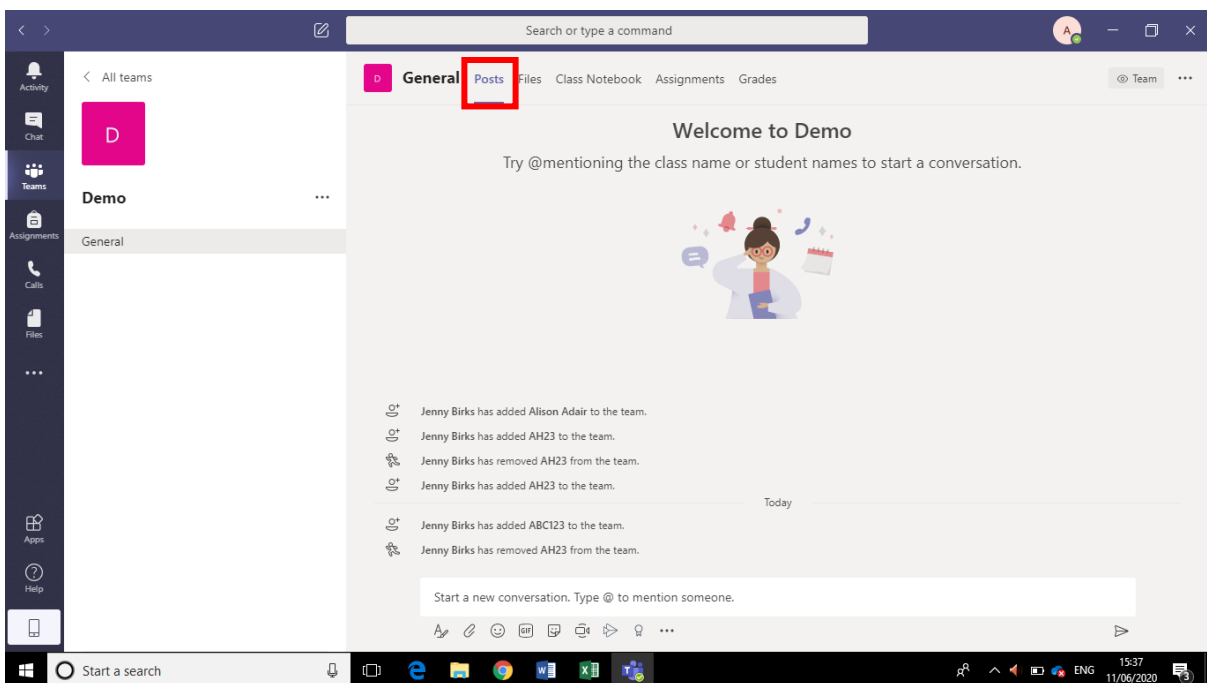 Search or type a command
A
Activity
Chat
Teams
Assignments
Calls
Files
Apps
Help
All teams
D
Demo
General
D
General Posts Files Class Notebook Assignments Grades
Team
Welcome to Demo
Try @mentioning the class name or student names to start a conversation.
Jenny Birks has added Alison Adair to the team.
Jenny Birks has added AH23 to the team.
Jenny Birks has removed AH23 from the team.
Jenny Birks has added AH23 to the team.
Today
Jenny Birks has added ABC123 to the team.
Jenny Birks has removed AH23 from the team.
Start a new conversation. Type @ to mention someone.
GIF
Start a search
ENG
15:37
11/06/2020
3